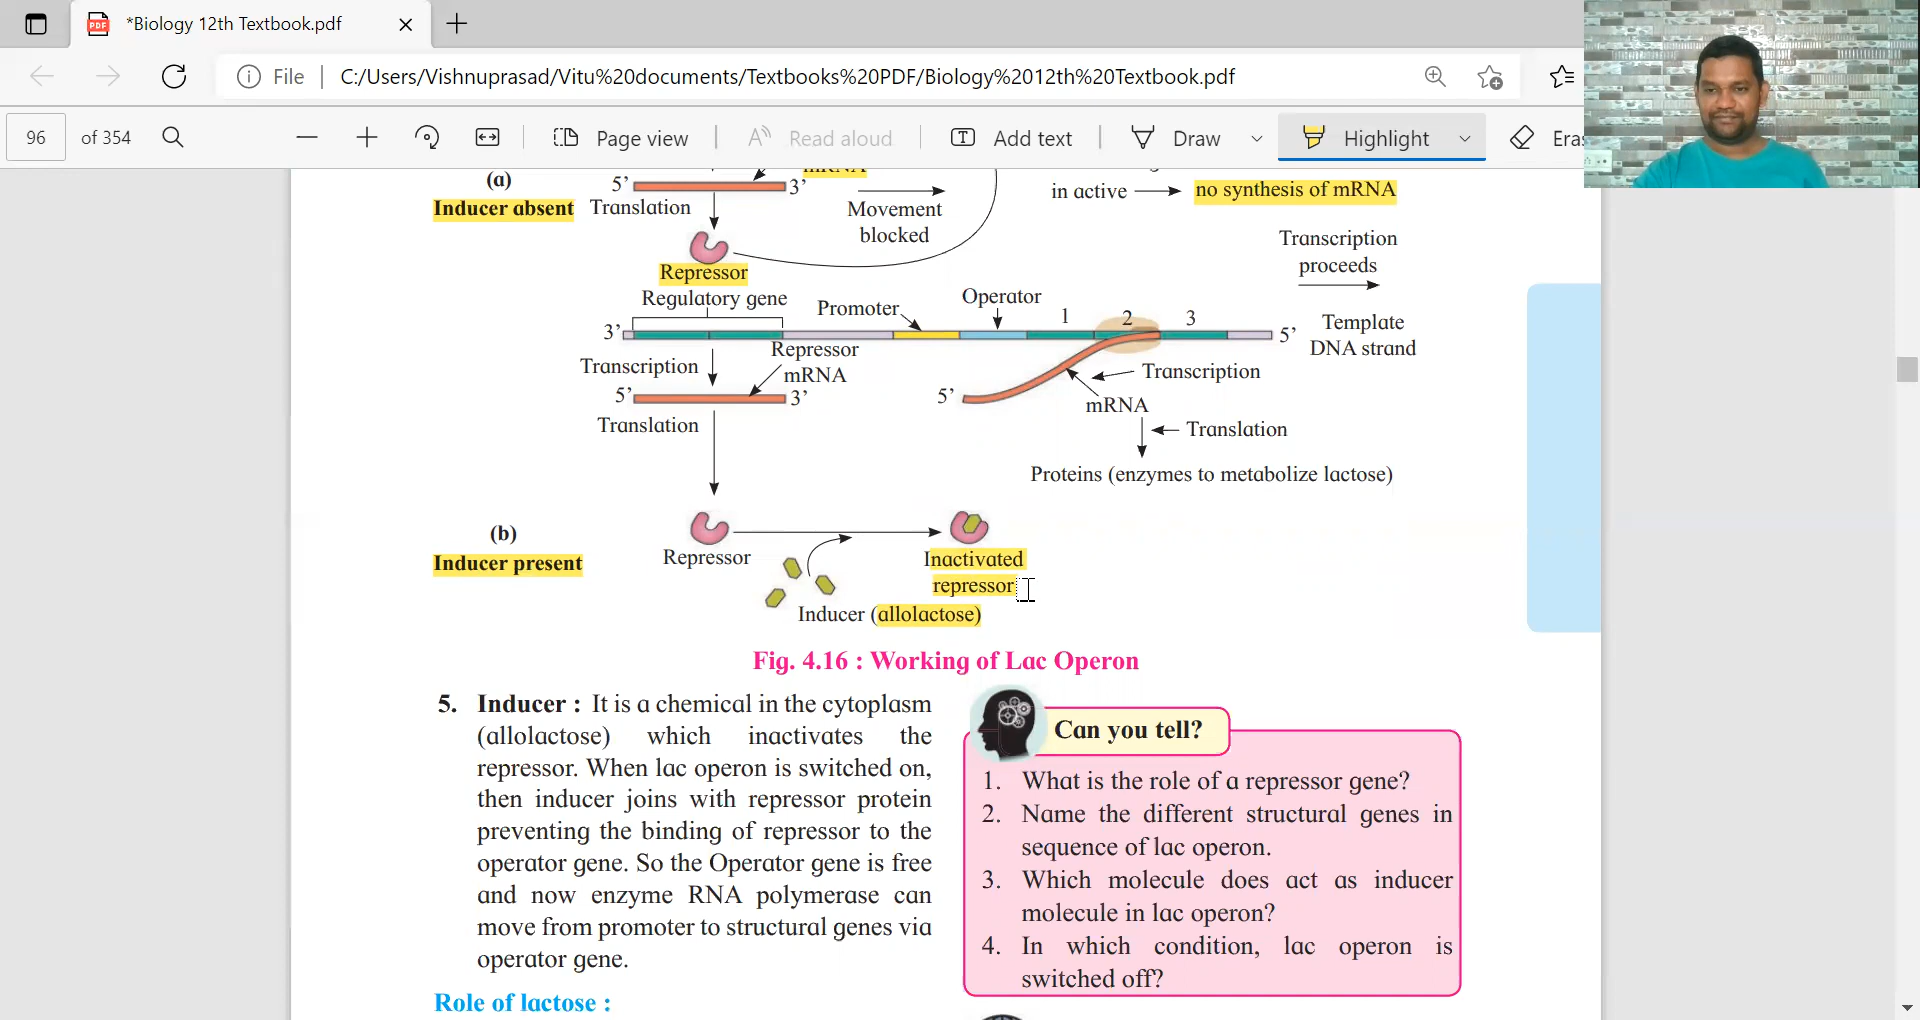 *Biology 12th Textbook.pdf
File
C:/Users/Vishnuprasad/Vitu%20documents/Textbooks%20PDF/Biology%2012th%20Textbook.pdf
96 of 354
Page view
Read aloud
Add text
Draw
Highlight
(a)
Inducer absent
5’ 3’
mRNA
Translation
Movement
blocked
in active
no synthesis of mRNA
Repressor
Transcription
proceeds
Regulatory gene
Promoter
Operator
1 2 3
3’ 5’
Template
DNA strand
Transcription
Repressor
mRNA
5’ 3’
Translation
5’
Transcription
mRNA
Translation
Proteins (enzymes to metabolize lactose)
(b)
Inducer present
Repressor
Inactivated
repressor
Inducer (allolactose)
Fig. 4.16 : Working of Lac Operon
5. Inducer : It is a chemical in the cytoplasm
(allolactose) which inactivates the
repressor. When lac operon is switched on,
then inducer joins with repressor protein
preventing the binding of repressor to the
operator gene. So the Operator gene is free
and now enzyme RNA polymerase can
move from promoter to structural genes via
operator gene.
Role of lactose :
Can you tell?
1. What is the role of a repressor gene?
2. Name the different structural genes in
sequence of lac operon.
3. Which molecule does act as inducer
molecule in lac operon?
4. In which condition, lac operon is
switched off?